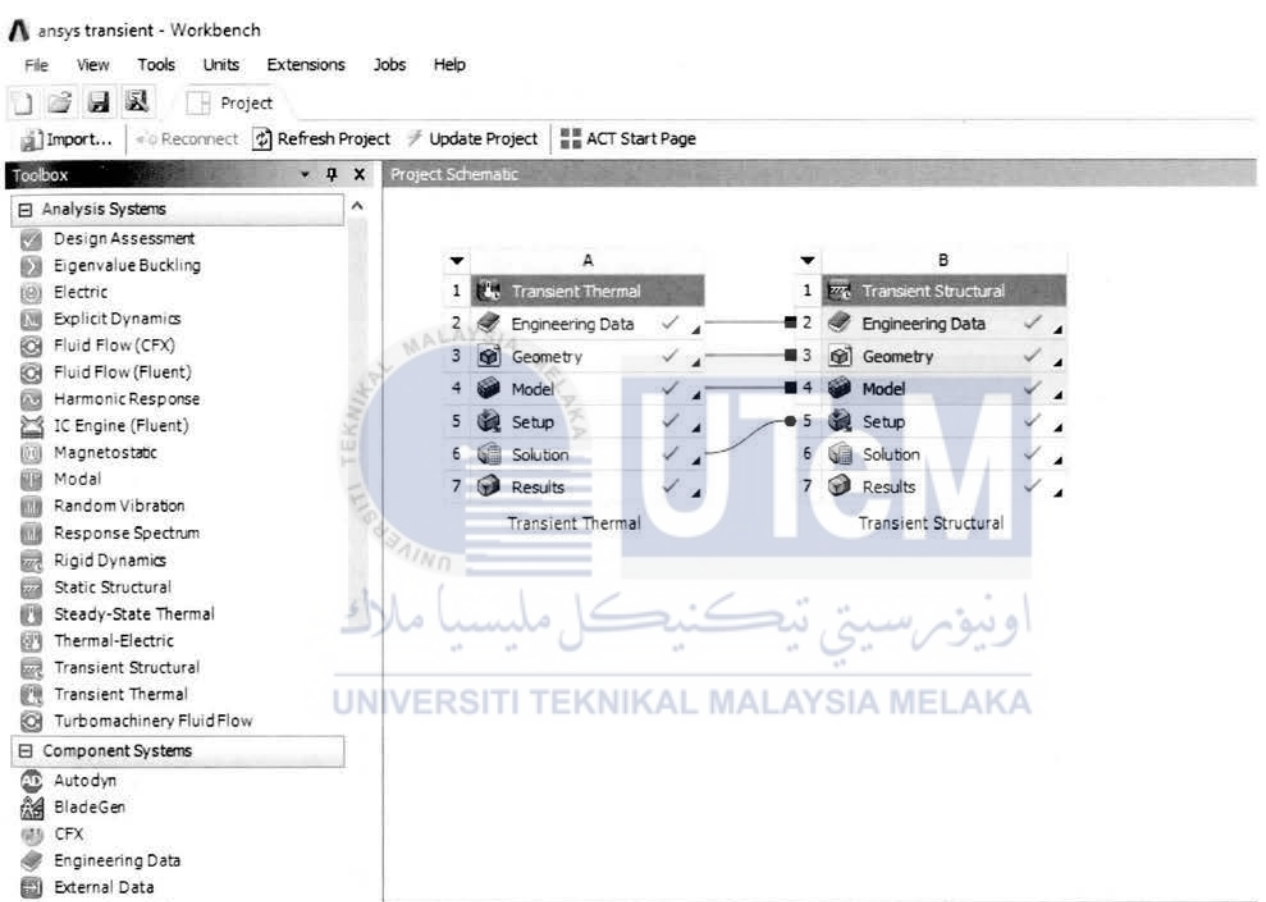 ansys transient - Workbench
File View Tools Units Extensions Jobs Help
Project
Import... Reconnect Refresh Project Update Project ACT Start Page
Toolbox
Analysis Systems
Design Assessment
Eigenvalue Buckling
Electric
Explicit Dynamics
Fluid Flow (CFX)
Fluid Flow (Fluent)
Harmonic Response
IC Engine (Fluent)
Magnetostatic
Modal
Random Vibration
Response Spectrum
Rigid Dynamics
Static Structural
Steady-State Thermal
Thermal-Electric
Transient Structural
Transient Thermal
Turbomachinery Fluid Flow
Component Systems
Autodyn
BladeGen
CFX
Engineering Data
External Data
Project Schematic
A
1 Transient Thermal
2 Engineering Data
3 Geometry
4 Model
5 Setup
6 Solution
7 Results
Transient Thermal
B
1 Transient Structural
2 Engineering Data
3 Geometry
4 Model
5 Setup
6 Solution
7 Results
Transient Structural
UNIVERSITI TEKNIKAL MALAYSIA MELAKA
UTeM
اونيۏرسيتي تيكنيكل مليسيا ملاك
UNIVERSITI TEKNIKAL MALAYSIA MELAKA